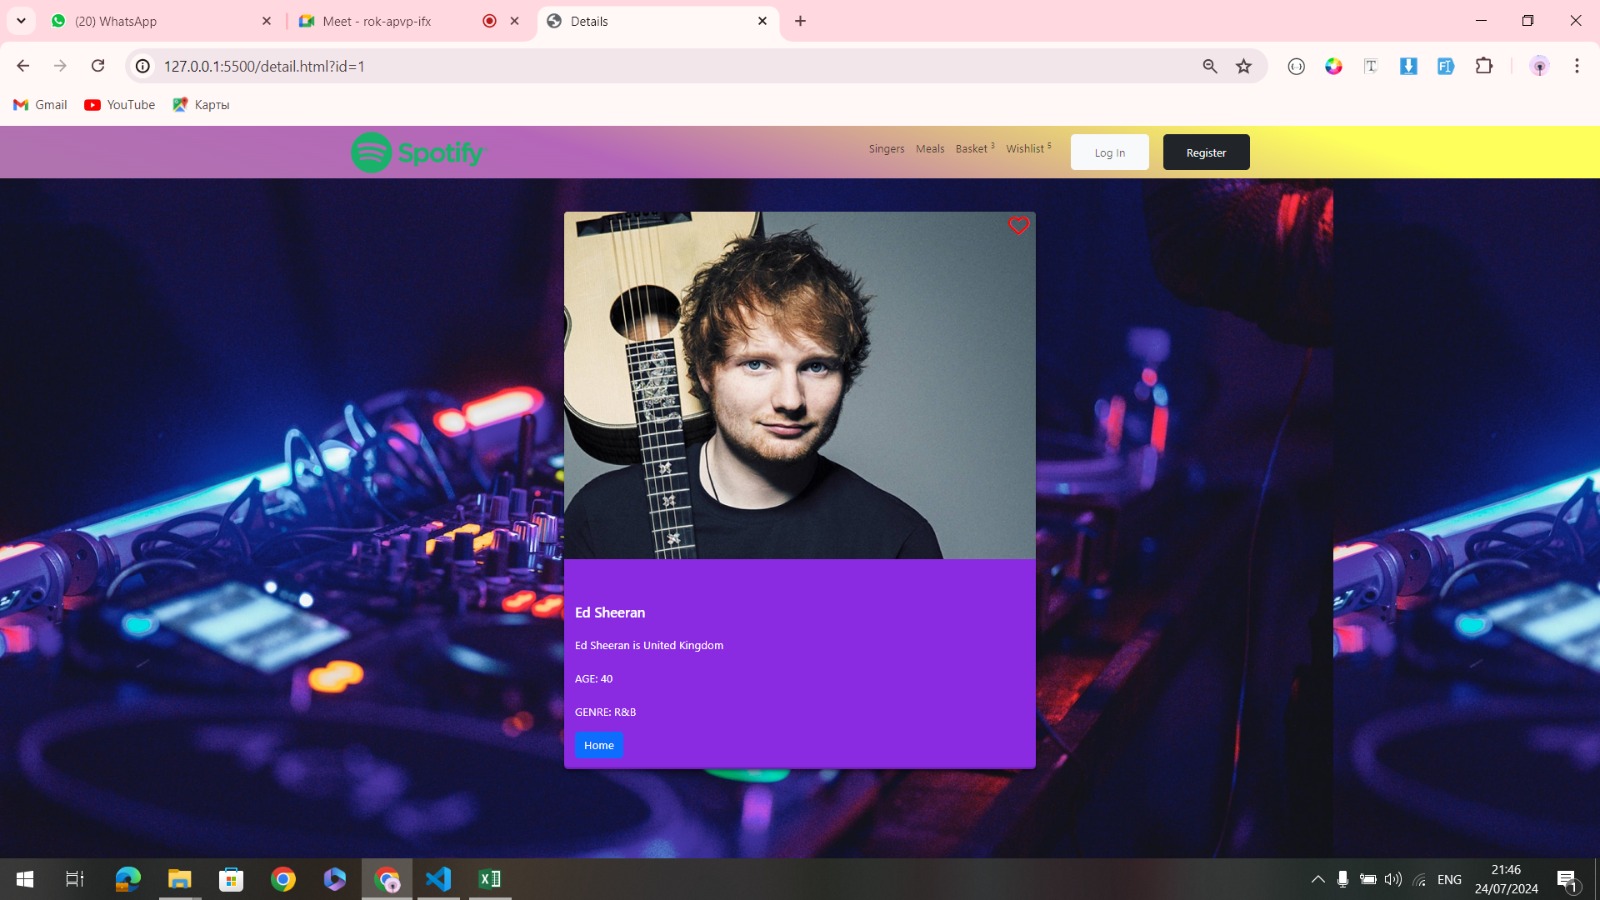 (20) WhatsApp
Meet - rok-apvp-ifx
Details
127.0.0.1:5500/detail.html?id=1
Gmail
YouTube
Карты
Spotify
Singers
Meals
Basket 3
Wishlist 5
Log In
Register
Ed Sheeran
Ed Sheeran is United Kingdom
AGE: 40
GENRE: R&B
Home
ENG
21:46
24/07/2024
1